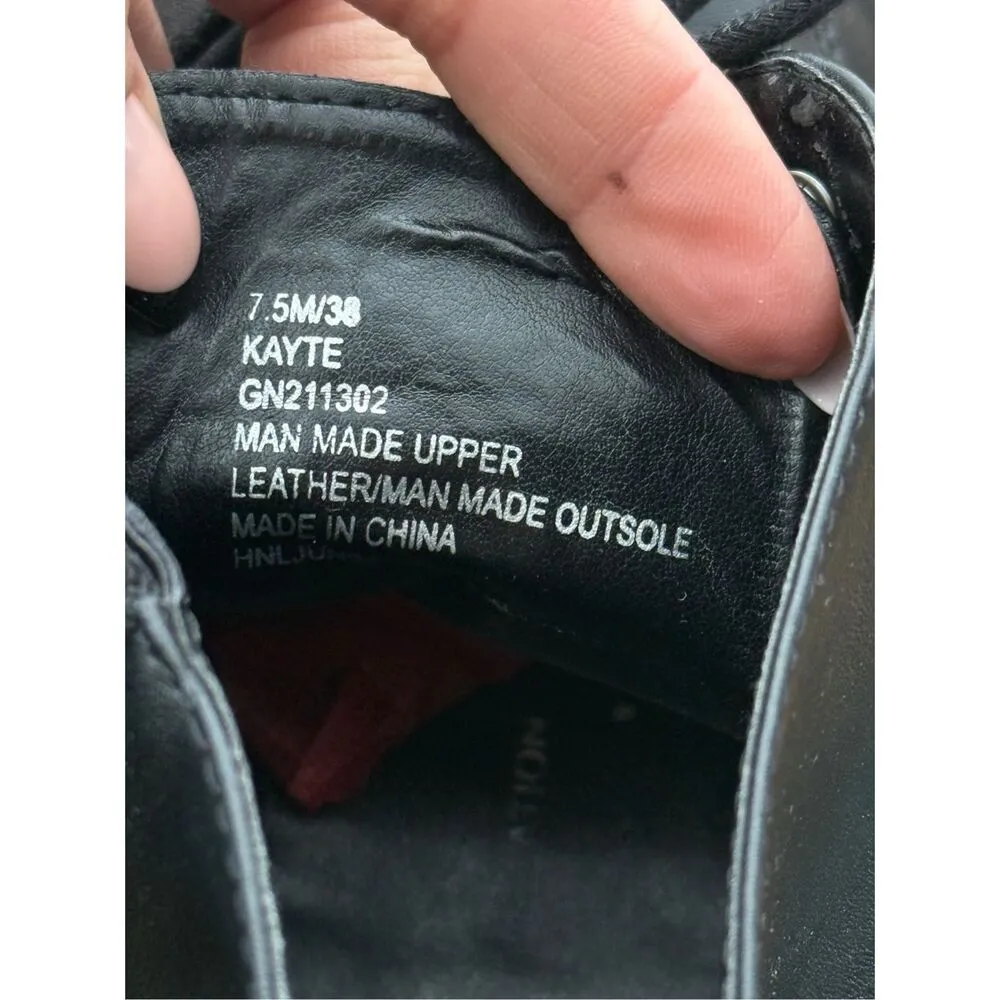 7.5M/38
KAYTE
GN211302
MAN MADE UPPER
LEATHER/MAN MADE OUTSOLE
MADE IN CHINA